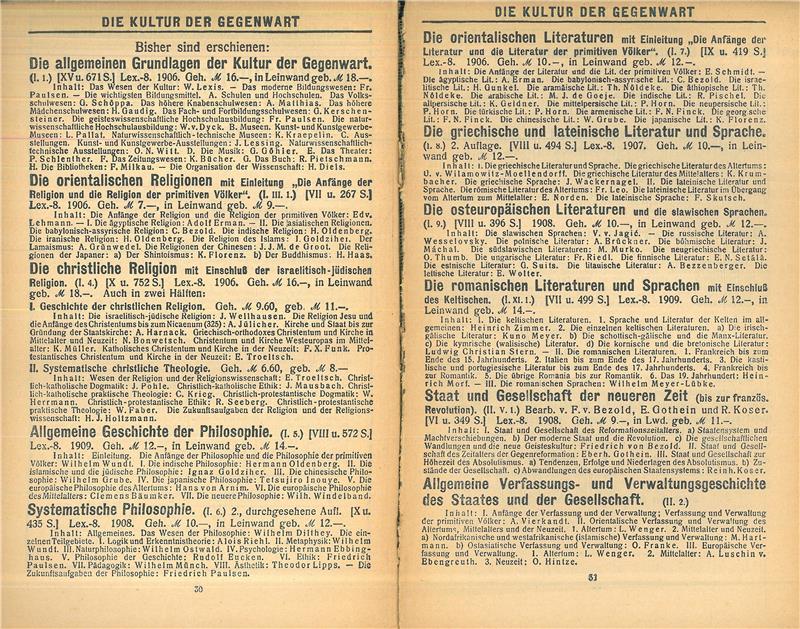 DIE KULTUR DER GEGENWART
Bisher sind erschienen:
Die allgemeinen Grundlagen der Kultur der Gegenwart.
(I. 1.) [XV u. 671 S.] Lex.-8. 1906. Geh. M 16.—, in Leinwand geb. M 18.—.
Inhalt: Das Wesen der Kultur: W. Lexis. — Das moderne Bildungswesen: Fr.
Paulsen. — Die wichtigsten Bildungsmittel. A. Schulen und Hochschulen. Das Volks-
schulwesen: G. Schöppa. Das höhere Knabenschulwesen: A. Matthias. Das höhere
Mädchenschulwesen: H. Gaudig. Das Fach- und Fortbildungsschulwesen: G. Kerschen-
steiner. Die geisteswissenschaftliche Hochschulausbildung: Fr. Paulsen. Die natur-
wissenschaftliche Hochschulausbildung: W. v. Dyck. B. Museen. Kunst- und Kunstgewerbe-
Museen: L. Pallat. Naturwissenschaftlich-technische Museen: K. Kraepelin. C. Aus-
stellungen. Kunst- und Kunstgewerbe-Ausstellungen: J. Lessing. Naturwissenschaftlich-
technische Ausstellungen: O. N. Witt. D. Die Musik: G. Göhler. E. Das Theater:
P. Schlenther. F. Das Zeitungswesen: K. Bücher. G. Das Buch: R. Pietschmann.
H. Die Bibliotheken: F. Milkau. — Die Organisation der Wissenschaft: H. Diels.
Die orientalischen Religionen mit Einleitung „Die Anfänge der
Religion und die Religion der primitiven Völker“. (I. III. 1.) [VII u. 267 S.]
Lex.-8. 1906. Geh. M 7.—, in Leinwand geb. M 9.—.
Inhalt: Die Anfänge der Religion und die Religion der primitiven Völker: Edv.
Lehmann. — I. Die ägyptische Religion: Adolf Erman. — II. Die asiatischen Religionen.
Die babylonisch-assyrische Religion: C. Bezold. Die indische Religion: H. Oldenberg.
Die iranische Religion: H. Oldenberg. Die Religion des Islams: I. Goldziher. Der
Lamaismus: A. Grünwedel. Die Religionen der Chinesen: J. J. M. de Groot. Die Reli-
gionen der Japaner: a) Der Shintoismus: K. Florenz. b) Der Buddhismus: H. Haas.
Die christliche Religion mit Einschluß der israelitisch-jüdischen
Religion. (I. 4.) [X u. 752 S.] Lex.-8. 1906. Geh. M 16.—, in Leinwand
geb. M 18.—. Auch in zwei Hälften:
I. Geschichte der christlichen Religion. Geh. M 9.60, geb. M 11.—.
Inhalt: Die israelitisch-jüdische Religion: J. Wellhausen. Die Religion Jesu und
die Anfänge des Christentums bis zum Nicaenum (325): A. Jülicher. Kirche und Staat bis zur
Gründung der Staatskirche: A. Harnack. Griechisch-orthodoxes Christentum und Kirche in
Mittelalter und Neuzeit: N. Bonwetsch. Christentum und Kirche Westeuropas im Mittel-
alter: K. Müller. Katholisches Christentum und Kirche in der Neuzeit: F. X. Funk. Pro-
testantisches Christentum und Kirche in der Neuzeit: E. Troeltsch.
II. Systematische christliche Theologie. Geh. M 6.60, geb. M 8.—
Inhalt: Wesen der Religion und der Religionswissenschaft: E. Troeltsch. Christ-
lich-katholische Dogmatik: J. Pohle. Christlich-katholische Ethik: J. Mausbach. Christ-
lich-katholische praktische Theologie: C. Krieg. Christlich-protestantische Dogmatik: W.
Herrmann. Christlich-protestantische Ethik: R. Seeberg. Christlich-protestantische
praktische Theologie: W. Faber. Die Zukunftsaufgaben der Religion und der Religions-
wissenschaft: H. J. Holtzmann.
Allgemeine Geschichte der Philosophie. (I. 5.) [VIII u. 572 S.]
Lex.-8. 1909. Geh. M 12.—, in Leinwand geb. M 14.—.
Inhalt: Einleitung. Die Anfänge der Philosophie und die Philosophie der primitiven
Völker: Wilhelm Wundt. I. Die indische Philosophie: Hermann Oldenberg. II. Die
islamische und die jüdische Philosophie: Ignaz Goldziher. III. Die chinesische Philo-
sophie: Wilhelm Grube. IV. Die japanische Philosophie: Tetsujiro Inouye. V. Die
europäische Philosophie des Altertums: Hans von Arnim. VI. Die europäische Philosophie
des Mittelalters: Clemens Bäumker. VII. Die neuere Philosophie: Wilh. Windelband.
Systematische Philosophie. (I. 6) 2., durchgesehene Aufl. [X u.
435 S.] Lex.-8. 1908. Geh. M 10.—, in Leinwand geb. M 12.—.
Inhalt: Allgemeines. Das Wesen der Philosophie: Wilhelm Dilthey. Die ein-
zelnen Teilgebiete. I. Logik und Erkenntnistheorie: Alois Riehl. II. Metaphysik: Wilhelm
Wundt. III. Naturphilosophie: Wilhelm Ostwald. IV. Psychologie: Hermann Ebbing-
haus. V. Philosophie der Geschichte: Rudolf Eucken. VI. Ethik: Friedrich
Paulsen. VII. Pädagogik: Wilhelm Münch. VIII. Ästhetik: Theodor Lipps. — Die
Zukunftsaufgaben der Philosophie: Friedrich Paulsen.
30
DIE KULTUR DER GEGENWART
Die orientalischen Literaturen mit Einleitung „Die Anfänge der
Literatur und die Literatur der primitiven Völker“. (I. 7.) [IX u. 419 S.]
Lex.-8. 1906. Geh. M 10.—, in Leinwand geb. M 12.—.
Inhalt: Die Anfänge der Literatur und die Lit. der primitiven Völker: E. Schmidt. —
Die ägyptische Lit.: A. Erman. Die babylonisch-assyrische Lit.: C. Bezold. Die israe-
litische Lit.: H. Gunkel. Die aramäische Lit.: Th. Nöldeke. Die äthiopische Lit.: Th.
Nöldeke. Die arabische Lit.: M. J. de Goeje. Die indische Lit.: R. Pischel. Die
altpersische Lit.: K. Geldner. Die mittelpersische Lit.: P. Horn. Die neupersische Lit.:
P. Horn. Die türkische Lit.: P. Horn. Die armenische Lit.: F. N. Finck. Die georgische
Lit.: F. N. Finck. Die chinesische Lit.: W. Grube. Die japanische Lit.: K. Florenz.
Die griechische und lateinische Literatur und Sprache.
(I. 8.) 2. Auflage. [VIII u. 494 S.] Lex.-8. 1907. Geh. M 10.—, in Lein-
wand geb. M 12.—.
Inhalt: I. Die griechische Literatur und Sprache. Die griechische Literatur des Altertums:
U. v. Wilamowitz-Moellendorff. Die griechische Literatur des Mittelalters: K. Krum-
bacher. Die griechische Sprache: J. Wackernagel. II. Die lateinische Literatur und
Sprache. Die römische Literatur des Altertums: Fr. Leo. Die lateinische Literatur im Übergang
vom Altertum zum Mittelalter: E. Norden. Die lateinische Sprache: F. Skutsch.
Die osteuropäischen Literaturen und die slawischen Sprachen.
(I. 9.) [VIII u. 396 S.] Lex.-8. 1908. Geh. M 10.—, in Leinwand geb. M 12.—.
Inhalt: Die slawischen Sprachen: V. v. Jagić. — Die russische Literatur: A.
Wesselovsky. Die polnische Literatur: A. Brückner. Die böhmische Literatur: J.
Máchal. Die südslawischen Literaturen: M. Murko. Die neugriechische Literatur:
O. Thumb. Die ungarische Literatur: Fr. Riedl. Die finnische Literatur: E. N. Setälä.
Die estnische Literatur: G. Suits. Die litauische Literatur: A. Bezzenberger. Die
lettische Literatur: E. Wolter.
Die romanischen Literaturen und Sprachen mit Einschluß
des Keltischen. (I. XI. 1.) [VII u. 499 S.] Lex.-8. 1909. Geh. M 12.—, in
Leinwand geb. M 14.—.
Inhalt: I. Die keltischen Literaturen. 1. Sprache und Literatur der Kelten im all-
gemeinen: Heinrich Zimmer. 2. Die einzelnen keltischen Literaturen. a) Die irisch-
gälische Literatur: Kuno Meyer. b) Die schottisch-gälische und die Manx-Literatur.
c) Die kymrische (walisische) Literatur. d) Die kornische und die bretonische Literatur:
Ludwig Christian Stern. — II. Die romanischen Literaturen. 1. Frankreich bis zum
Ende des 15. Jahrhunderts. 2. Italien bis zum Ende des 17. Jahrhunderts. 3. Die kasti-
lische und portugiesische Literatur bis zum Ende des 17. Jahrhunderts. 4. Frankreich bis
zur Romantik. 5. Die übrige Romania bis zur Romantik. 6. Das 19. Jahrhundert: Hein-
rich Morf. — III. Die romanischen Sprachen: Wilhelm Meyer-Lübke.
Staat und Gesellschaft der neueren Zeit (bis zur französ.
Revolution). (II. V. 1.) Bearb. v. F. v. Bezold, E. Gothein und R. Koser.
[VI u. 349 S.] Lex.-8. 1908. Geh. M 9.—, in Lwd. geb. M 11.—.
Inhalt: I. Staat und Gesellschaft des Reformationszeitalters. a) Staatensystem und
Machtverschiebungen. b) Der moderne Staat und die Revolution. c) Die gesellschaftlichen
Wandlungen und die neue Geisteskultur: Friedrich von Bezold. II. Staat und Gesell-
schaft des Zeitalters der Gegenreformation: Eberh. Gothein. III. Staat und Gesellschaft zur
Höhezeit des Absolutismus. a) Tendenzen, Erfolge und Niederlagen des Absolutismus. b) Zu-
stände der Gesellschaft. c) Abwandlungen des europäischen Staatensystems: Reinh. Koser.
Allgemeine Verfassungs- und Verwaltungsgeschichte
des Staates und der Gesellschaft. (II. 2.)
Inhalt: I. Anfänge der Verfassung und der Verwaltung; Verfassung und Verwaltung
der primitiven Völker: A. Vierkandt. II. Orientalische Verfassung und Verwaltung des
Altertums, Mittelalters und der Neuzeit. 1. Altertum: L. Wenger. 2. Mittelalter und Neuzeit.
a) Nordafrikanische und westafrikanische (islamische) Verfassung und Verwaltung: M. Hart-
mann. b) Ostasiatische Verfassung und Verwaltung: O. Franke. III. Europäische Ver-
fassung und Verwaltung. 1. Altertum: L. Wenger. 2. Mittelalter: A. Luschin v.
Ebengreuth. 3. Neuzeit: O. Hintze.
31